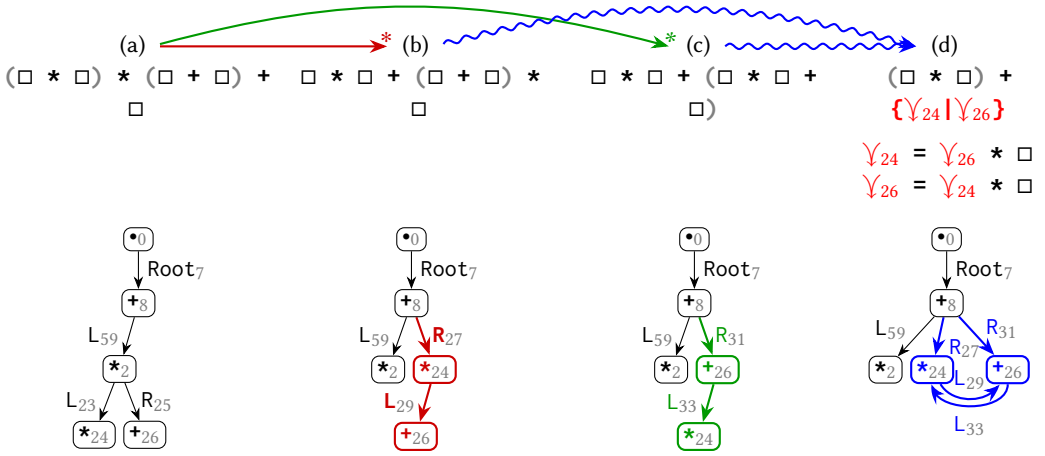 *
*
(a)
(b)
(c)
(d)
(□ * □) * (□ + □) +
□
□ * □ + (□ + □) *
□
□ * □ + (□ * □ +
□)
(□ * □) +
{⋎24|⋎26}
⋎24 = ⋎26 * □
⋎26 = ⋎24 * □
•0
Root7
+8
L59
*2
L23
R25
*24
+26
•0
Root7
+8
L59
R27
*2
*24
L29
+26
•0
Root7
+8
L59
R31
*2
+26
L33
*24
•0
Root7
+8
L59
R27
R31
*2
*24
L29
+26
L33